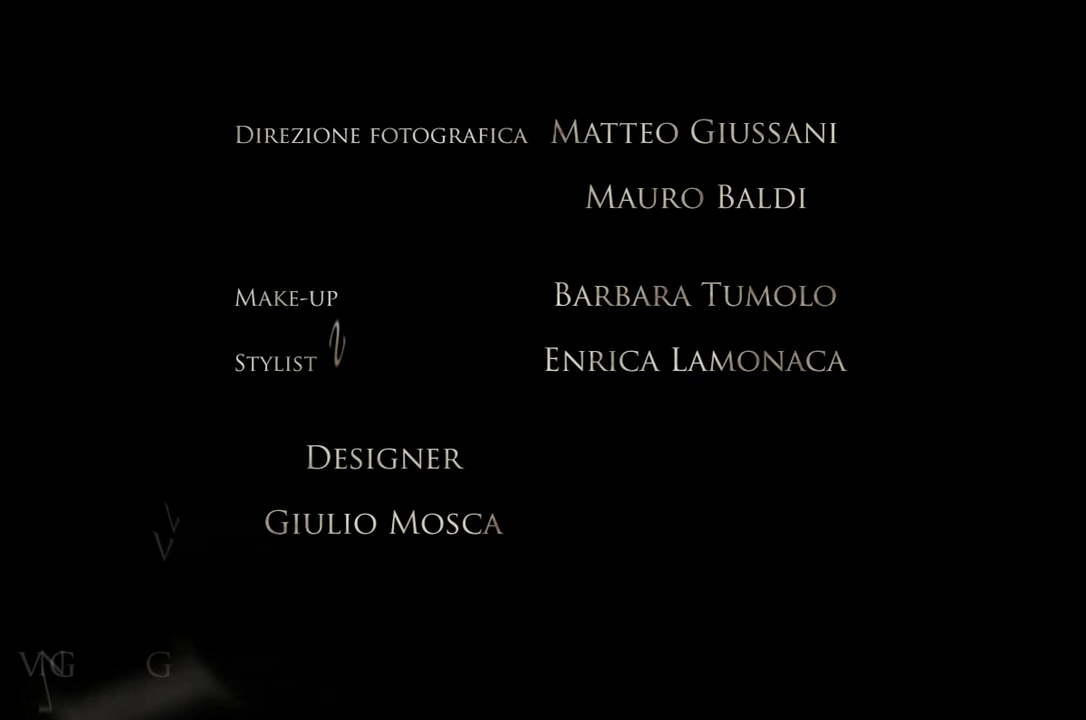 Direzione fotografica Matteo Giussani
Mauro Baldi
Make-up Barbara Tumolo
Stylist Enrica Lamonaca
Designer
Giulio Mosca